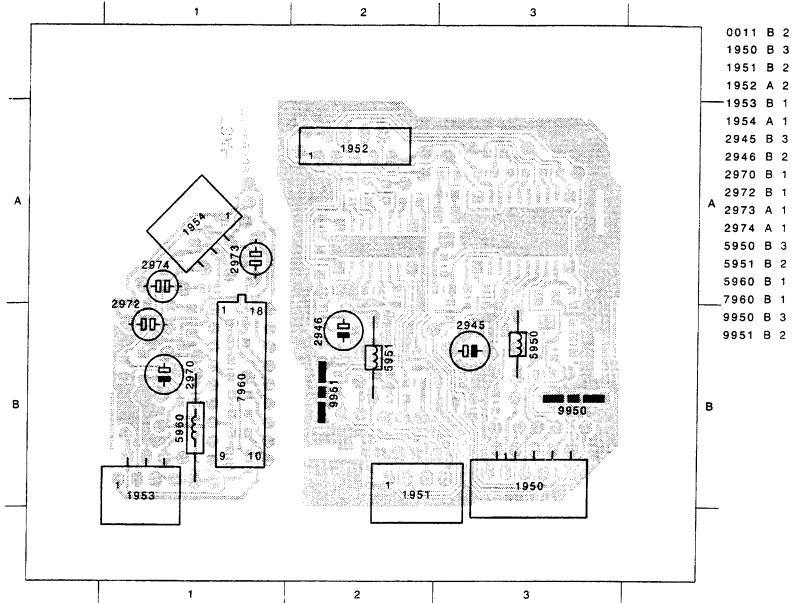 1 2 3
0011 B 2
1950 B 3
1951 B 2
1952 A 2
1953 B 1
1954 A 1
2945 B 3
2946 B 2
2970 B 1
2972 B 1
2973 A 1
2974 A 1
5950 B 3
5951 B 2
5960 B 1
7960 B 1
9950 B 3
9951 B 2
1 1952
A A
1954 1
2973
2974
2972
1 18
2946
2945
5950
5951
2970
7960
9951
9950
B B
5960
9 10
1 1953
1 1951
1 1950
1 2 3